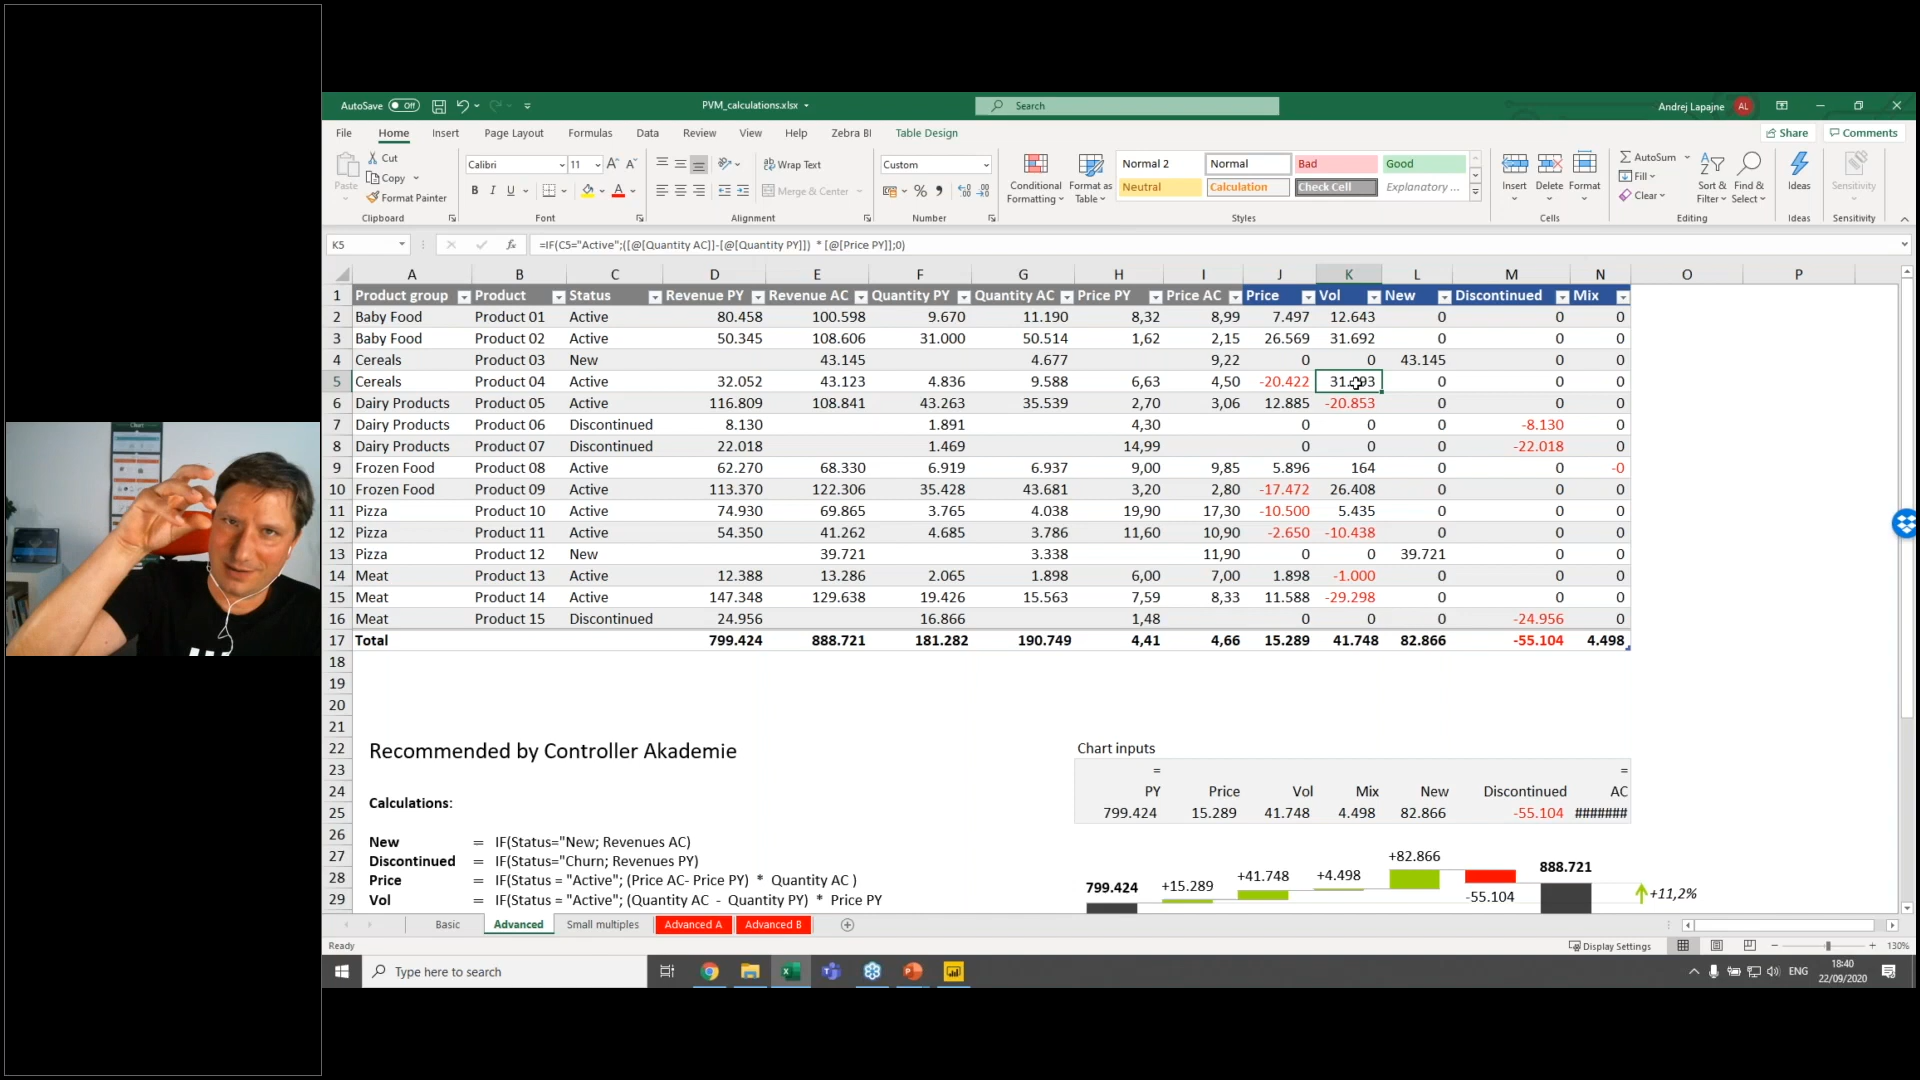 AutoSave Off PVM_calculations.xlsx Search Andrej Lapajne AL
File Home Insert Page Layout Formulas Data Review View Help Zebra BI Table Design Share Comments
Paste Cut Copy Format Painter Clipboard
Calibri 11 B I U Font
Wrap Text Merge & Center Alignment
Custom % Number
Conditional Formatting Format as Table
Normal 2 Normal Bad Good
Neutral Calculation Check Cell Explanatory ...
Styles
Insert Delete Format Cells
AutoSum Fill Clear Sort & Filter Find & Select Editing
Ideas Ideas
Sensitivity Sensitivity
K5 fx =IF(C5="Active";([@[Quantity AC]]-[@[Quantity PY]]) * [@[Price PY]];0)
A B C D E F G H I J K L M N O P
1 Product group Product Status Revenue PY Revenue AC Quantity PY Quantity AC Price PY Price AC Price Vol New Discontinued Mix
2 Baby Food Product 01 Active 80.458 100.598 9.670 11.190 8,32 8,99 7.497 12.643 0 0 0
3 Baby Food Product 02 Active 50.345 108.606 31.000 50.514 1,62 2,15 26.569 31.692 0 0 0
4 Cereals Product 03 New 43.145 4.677 9,22 0 0 43.145 0 0
5 Cereals Product 04 Active 32.052 43.123 4.836 9.588 6,63 4,50 -20.422 0 0 0
6 Dairy Products Product 05 Active 116.809 108.841 43.263 35.539 2,70 3,06 12.885 -20.853 0 0 0
7 Dairy Products Product 06 Discontinued 8.130 1.891 4,30 0 0 0 -8.130 0
8 Dairy Products Product 07 Discontinued 22.018 1.469 14,99 0 0 0 -22.018 0
9 Frozen Food Product 08 Active 62.270 68.330 6.919 6.937 9,00 9,85 5.896 164 0 0 -0
10 Frozen Food Product 09 Active 113.370 122.306 35.428 43.681 3,20 2,80 -17.472 26.408 0 0 0
11 Pizza Product 10 Active 74.930 69.865 3.765 4.038 19,90 17,30 -10.500 5.435 0 0 0
12 Pizza Product 11 Active 54.350 41.262 4.685 3.786 11,60 10,90 -2.650 -10.438 0 0 0
13 Pizza Product 12 New 39.721 3.338 11,90 0 0 39.721 0 0
14 Meat Product 13 Active 12.388 13.286 2.065 1.898 6,00 7,00 1.898 -1.000 0 0 0
15 Meat Product 14 Active 147.348 129.638 19.426 15.563 7,59 8,33 11.588 -29.298 0 0 0
16 Meat Product 15 Discontinued 24.956 16.866 1,48 0 0 0 -24.956 0
17 Total 799.424 888.721 181.282 190.749 4,41 4,66 15.289 41.748 82.866 -55.104 4.498
18
19
20
21
22 Recommended by Controller Akademie Chart inputs
23 = =
24 PY Price Vol Mix New Discontinued AC
Calculations:
25 799.424 15.289 41.748 4.498 82.866 -55.104 #######
26 New = IF(Status="New; Revenues AC)
27 Discontinued = IF(Status="Churn; Revenues PY)
28 Price = IF(Status = "Active"; (Price AC- Price PY) * Quantity AC )
29 Vol = IF(Status = "Active"; (Quantity AC - Quantity PY) * Price PY
799.424 +15.289 +41.748 +4.498 +82.866 -55.104 888.721 +11,2%
Basic Advanced Small multiples Advanced A Advanced B
Ready Display Settings 130%
Type here to search ENG 18:40
22/09/2020